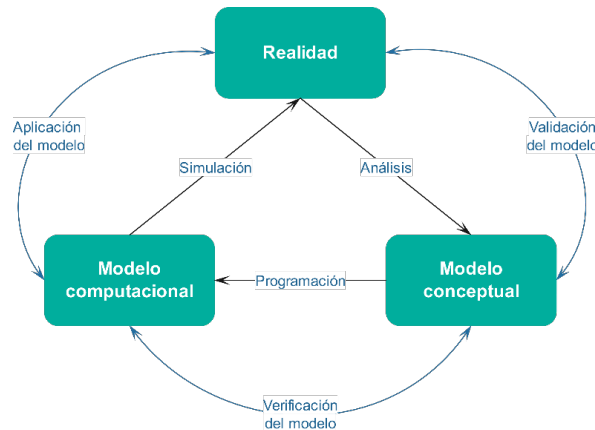 Realidad
Aplicación
del modelo
Validación
del modelo
Simulación
Análisis
Modelo
computacional
Programación
Modelo
conceptual
Verificación
del modelo